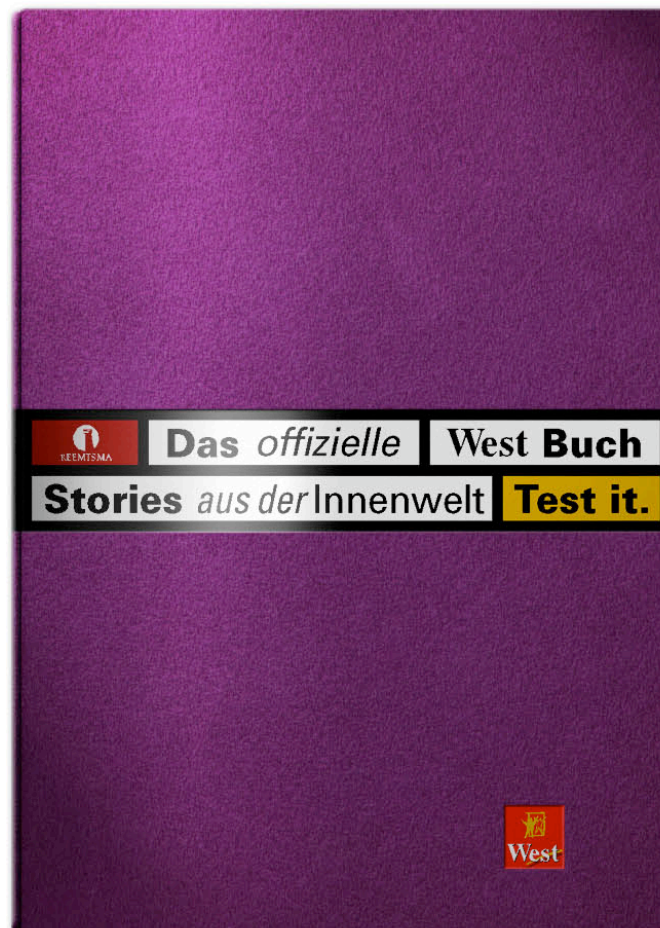 REEMTSMA Das offizielle West Buch
Stories aus der Innenwelt Test it.
West